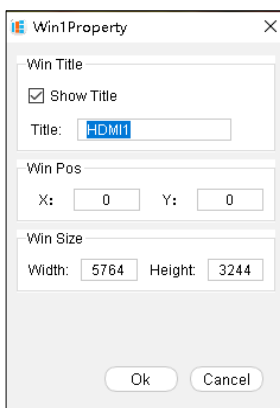 Win1Property
Win Title
Show Title
Title: HDMI1
Win Pos
X: 0 Y: 0
Win Size
Width: 5764 Height: 3244
Ok Cancel